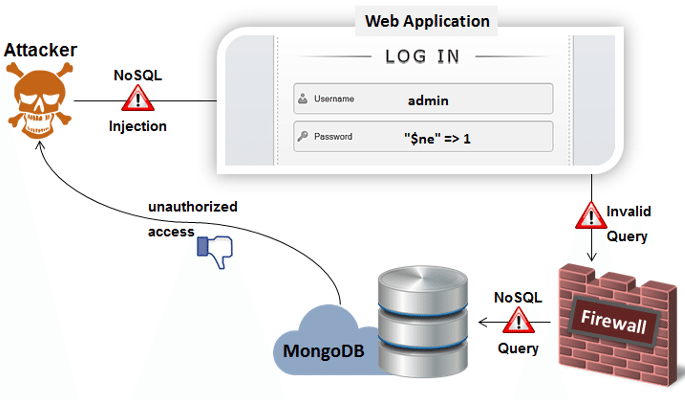 Web Application
Attacker
LOG IN
NoSQL
Injection
Username
admin
Password
"$ne" => 1
Invalid
Query
Firewall
NoSQL
Query
MongoDB
unauthorized
access